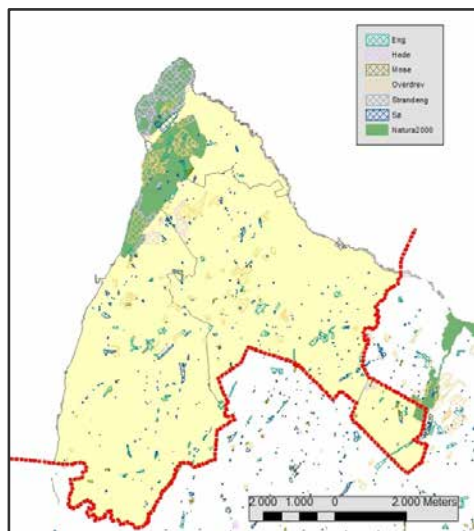 Eng
Hede
Mose
Overdrev
Strandeng
Sø
Natura2000
2.000 1.000 0 2.000 Meters